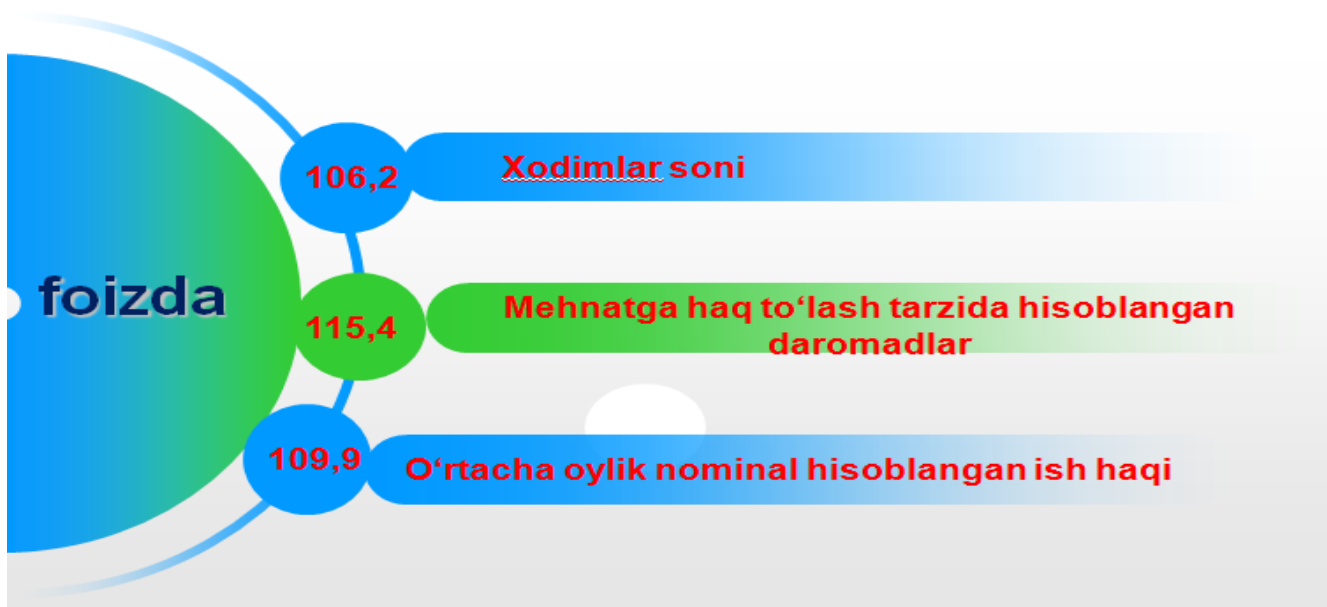 foizda
106,2
Xodimlar soni
115,4
Mehnatga haq to‘lash tarzida hisoblangan
daromadlar
109,9
O‘rtacha oylik nominal hisoblangan ish haqi